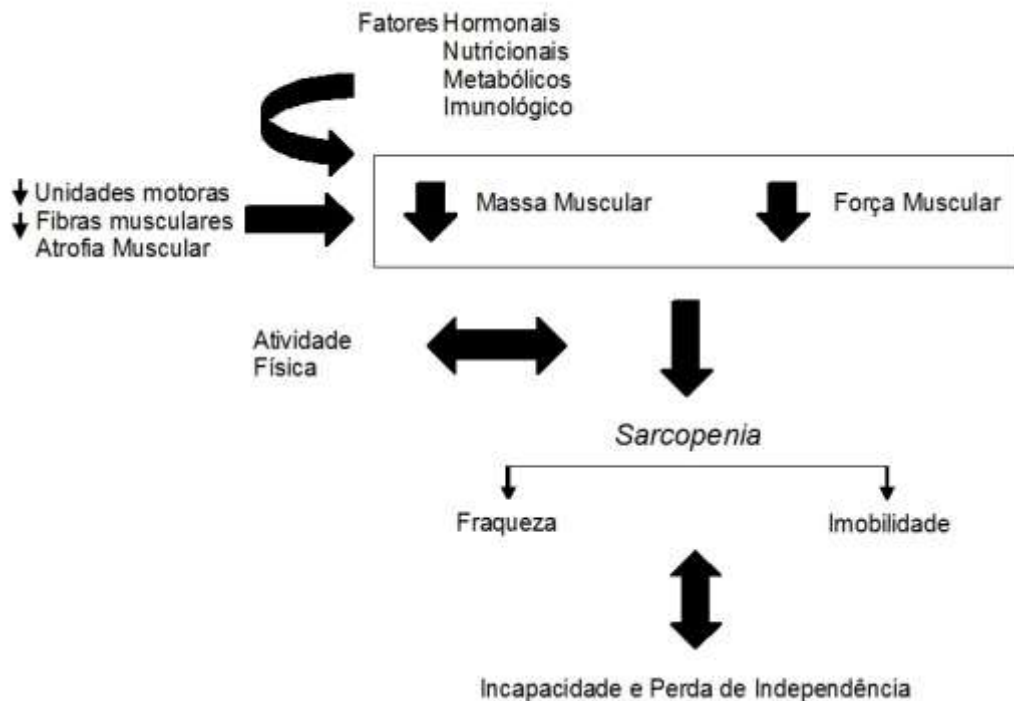 Fatores Hormonais
Nutricionais
Metabólicos
Imunológico
Unidades motoras
Fibras musculares
Atrofia Muscular
Massa Muscular
Força Muscular
Atividade
Física
Sarcopenia
Fraqueza
Imobilidade
Incapacidade e Perda de Independência